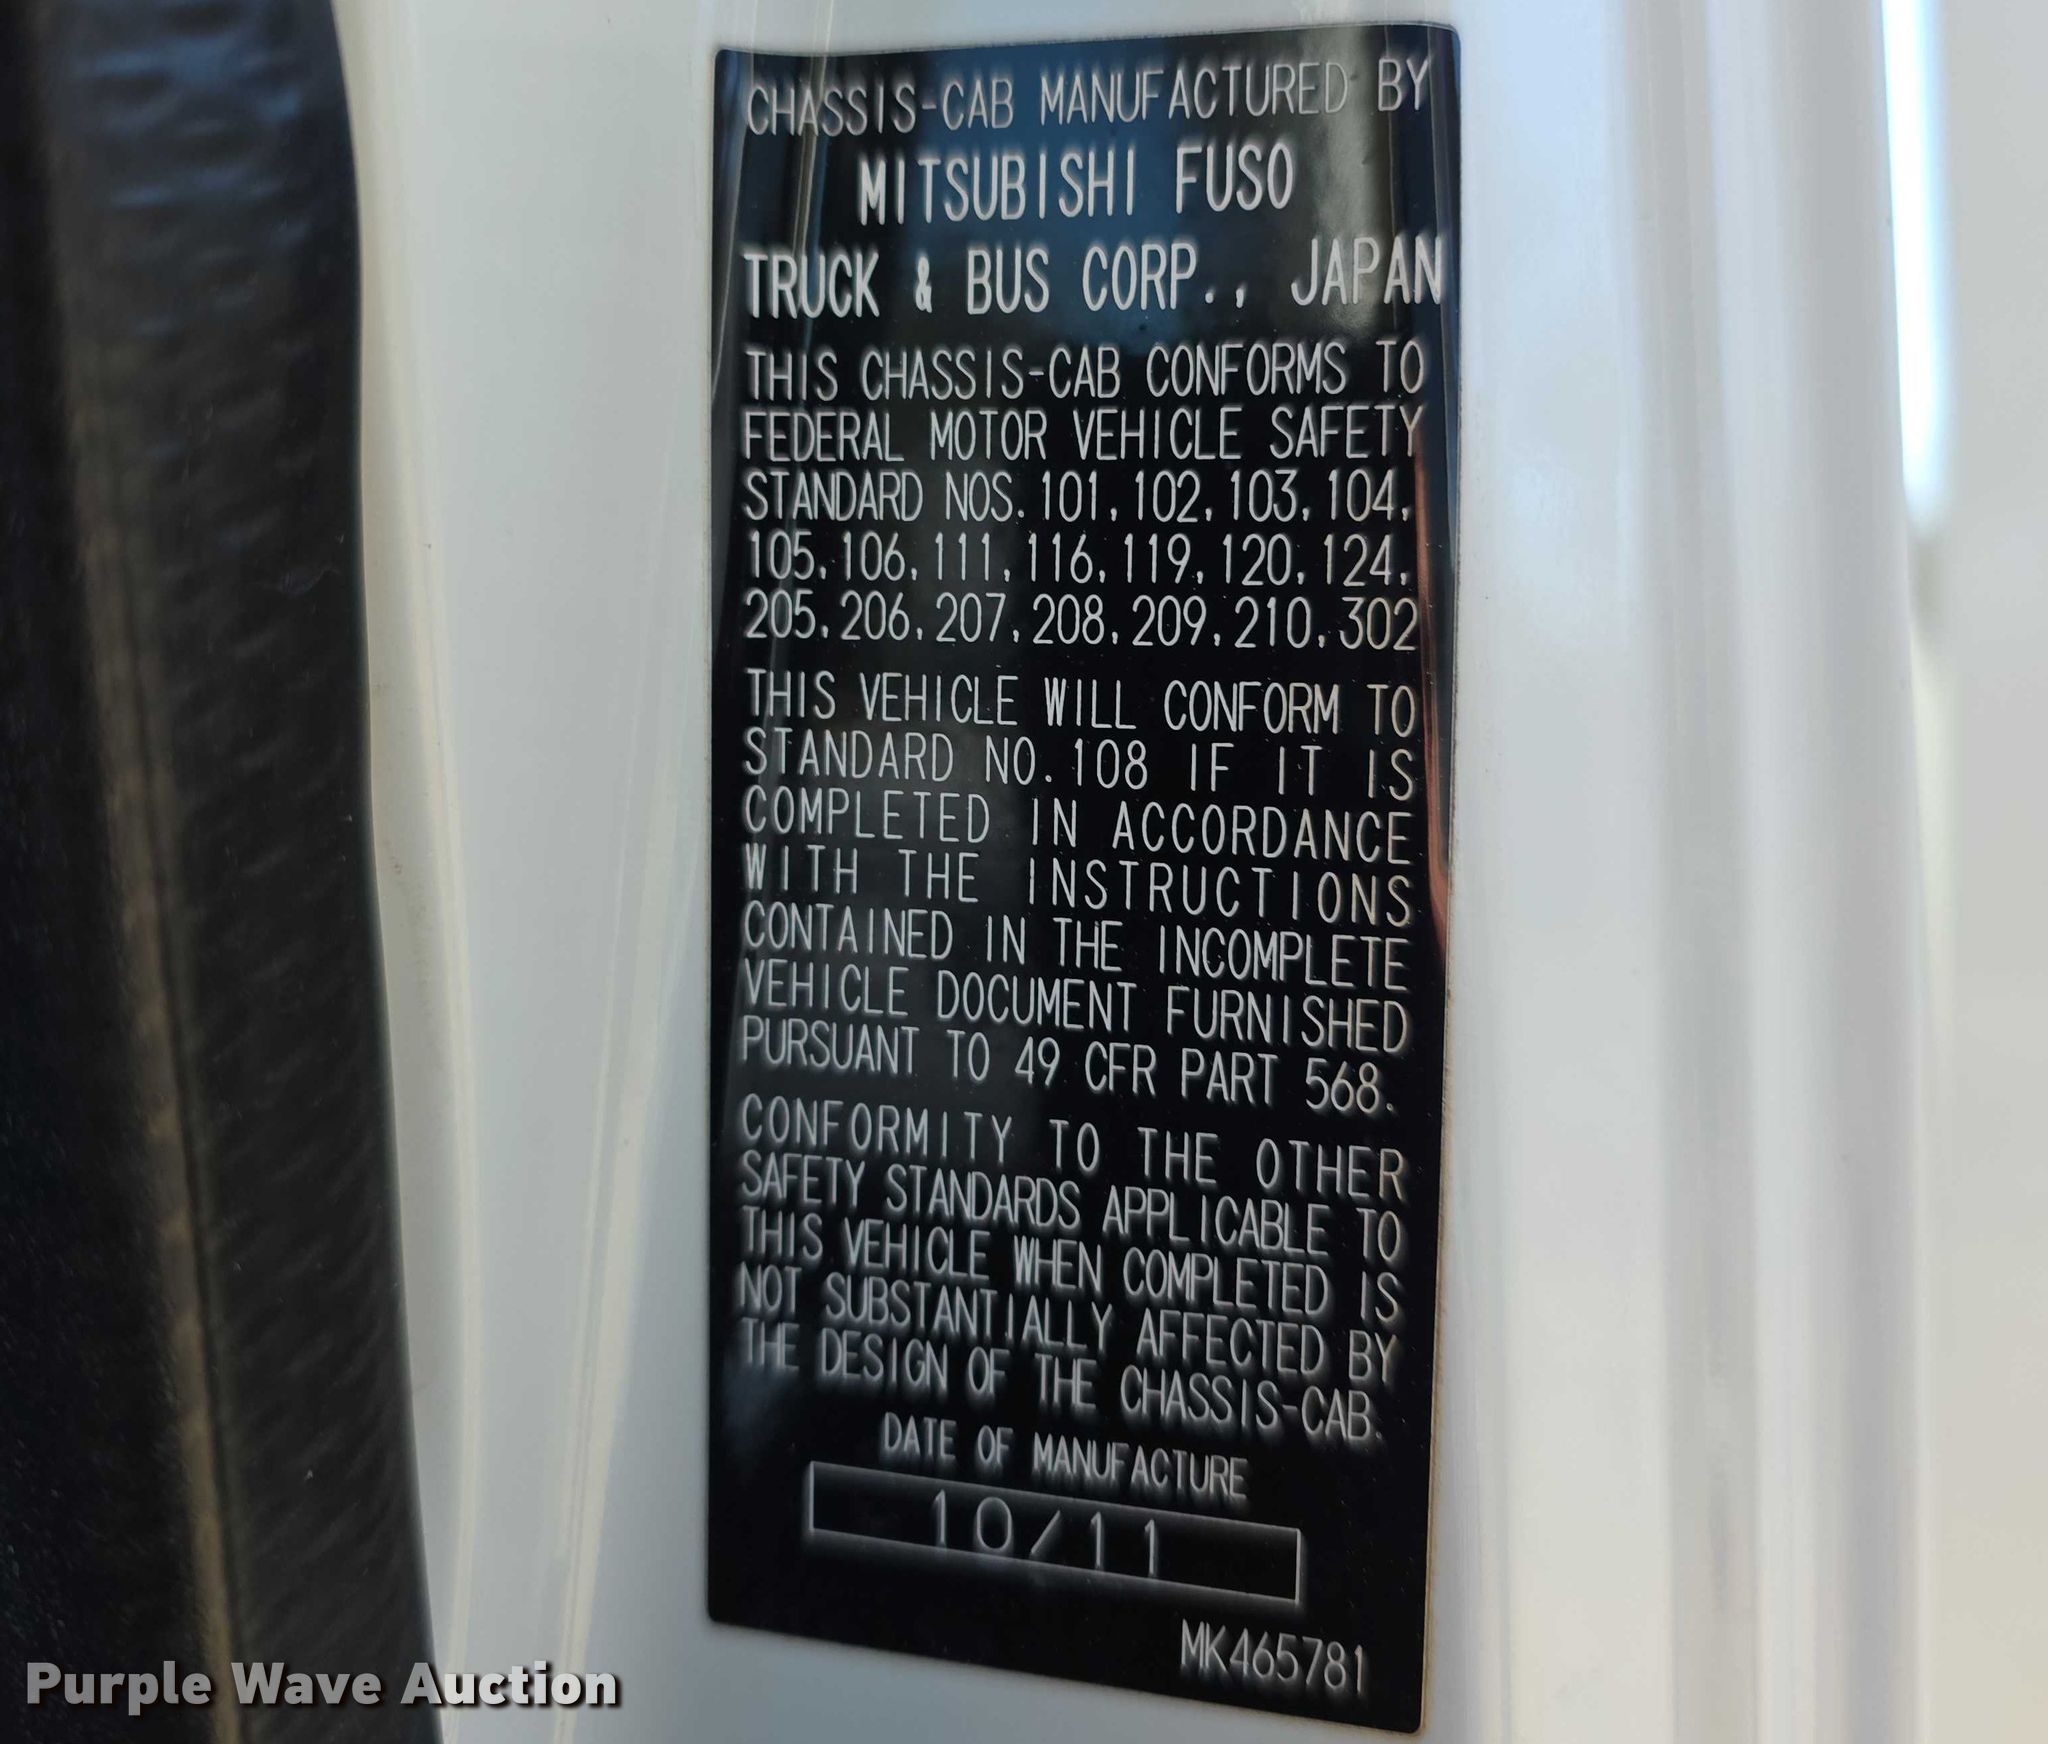 CHASSIS-CAB MANUFACTURED BY
MITSUBISHI FUSO
TRUCK & BUS CORP., JAPAN
THIS CHASSIS-CAB CONFORMS TO
FEDERAL MOTOR VEHICLE SAFETY
STANDARD NOS. 101, 102, 103, 104,
105, 106, 111, 116, 119, 120, 124,
205, 206, 207, 208, 209, 210, 302
THIS VEHICLE WILL CONFORM TO
STANDARD NO. 108 IF IT IS
COMPLETED IN ACCORDANCE
WITH THE INSTRUCTIONS
CONTAINED IN THE INCOMPLETE
VEHICLE DOCUMENT FURNISHED
PURSUANT TO 49 CFR PART 568.
CONFORMITY TO THE OTHER
SAFETY STANDARDS APPLICABLE TO
THIS VEHICLE WHEN COMPLETED IS
NOT SUBSTANTIALLY AFFECTED BY
THE DESIGN OF THE CHASSIS-CAB.
DATE OF MANUFACTURE
10/11
MK465781
Purple Wave Auction